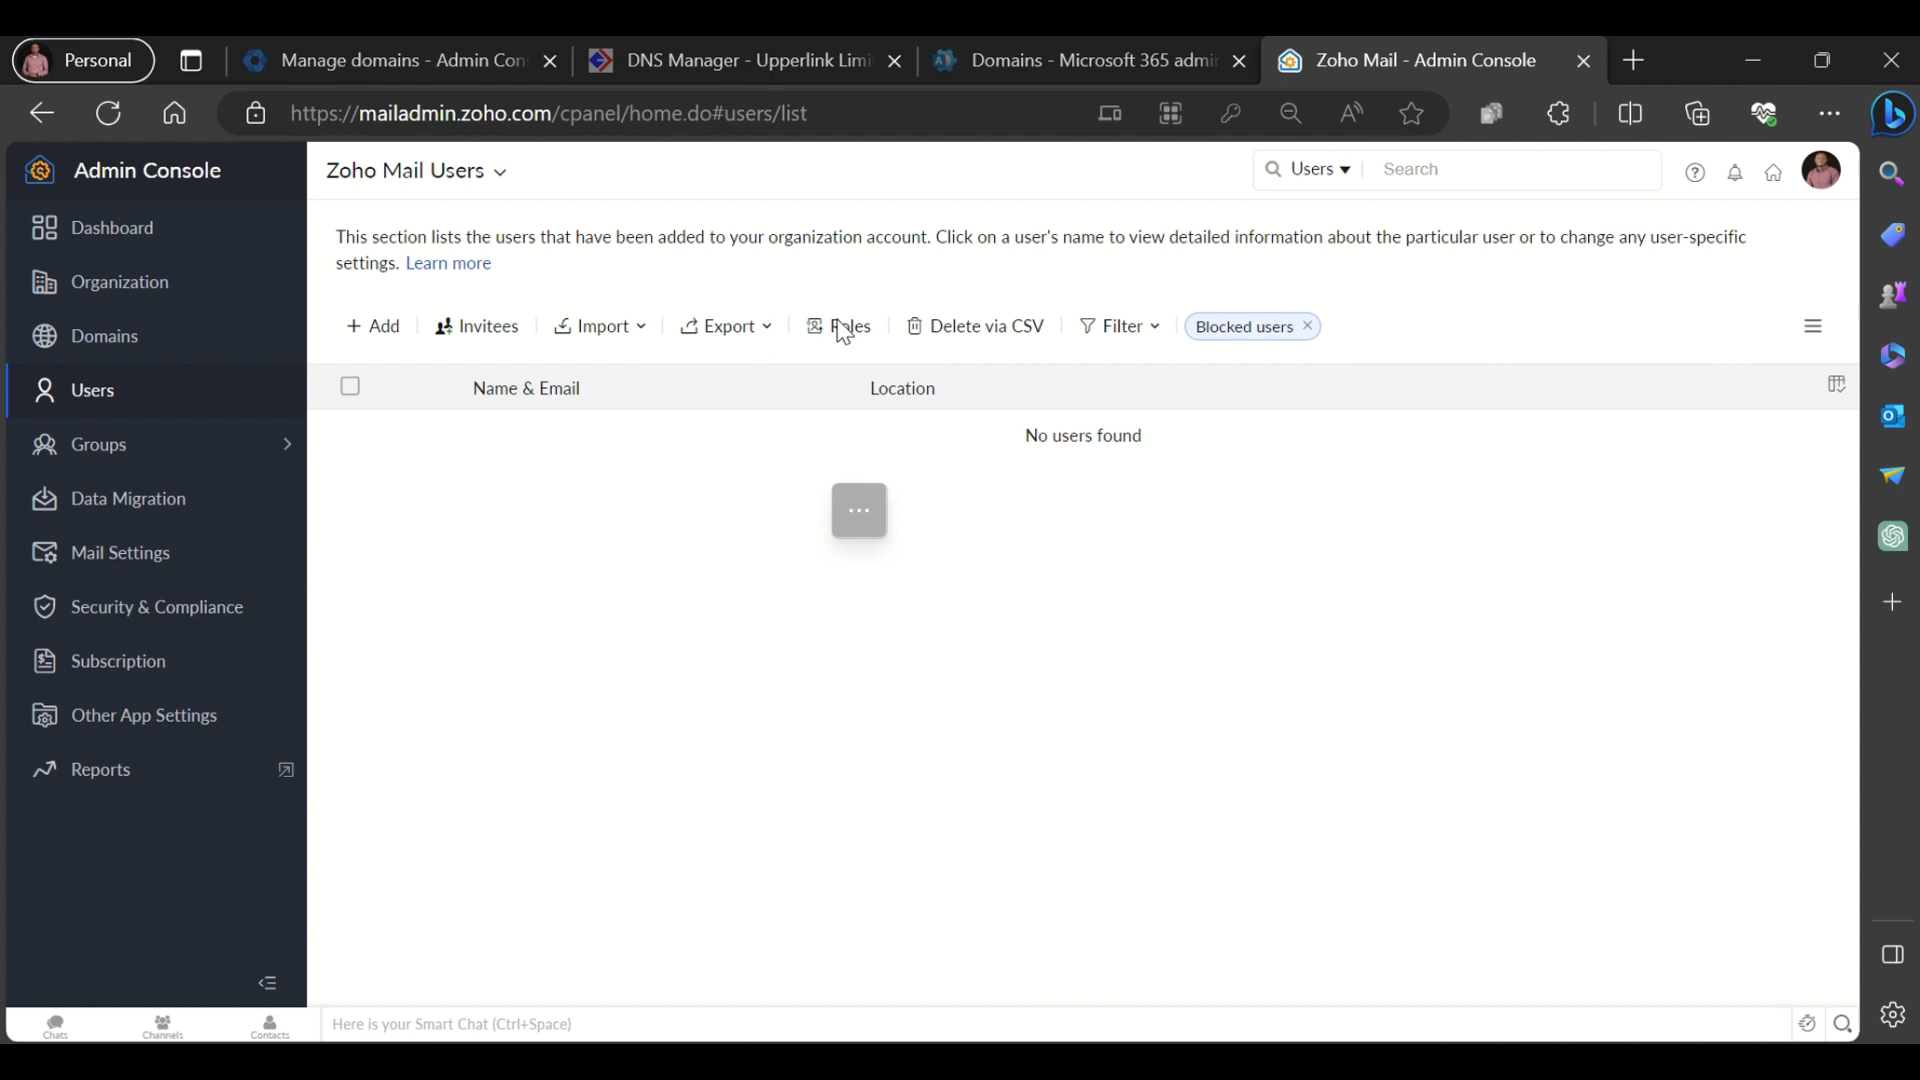 Personal
Manage domains - Admin Con
DNS Manager - Upperlink Limi
Domains - Microsoft 365 admi
Zoho Mail - Admin Console
https://mailadmin.zoho.com/cpanel/home.do#users/list
Admin Console
Zoho Mail Users
Users
Search
Dashboard
Organization
Domains
Users
Groups
Data Migration
Mail Settings
Security & Compliance
Subscription
Other App Settings
Reports
This section lists the users that have been added to your organization account. Click on a user's name to view detailed information about the particular user or to change any user-specific
settings. Learn more
+ Add
Invitees
Import
Export
Roles
Delete via CSV
Filter
Blocked users
Name & Email
Location
No users found
Chats
Channels
Contacts
Here is your Smart Chat (Ctrl+Space)